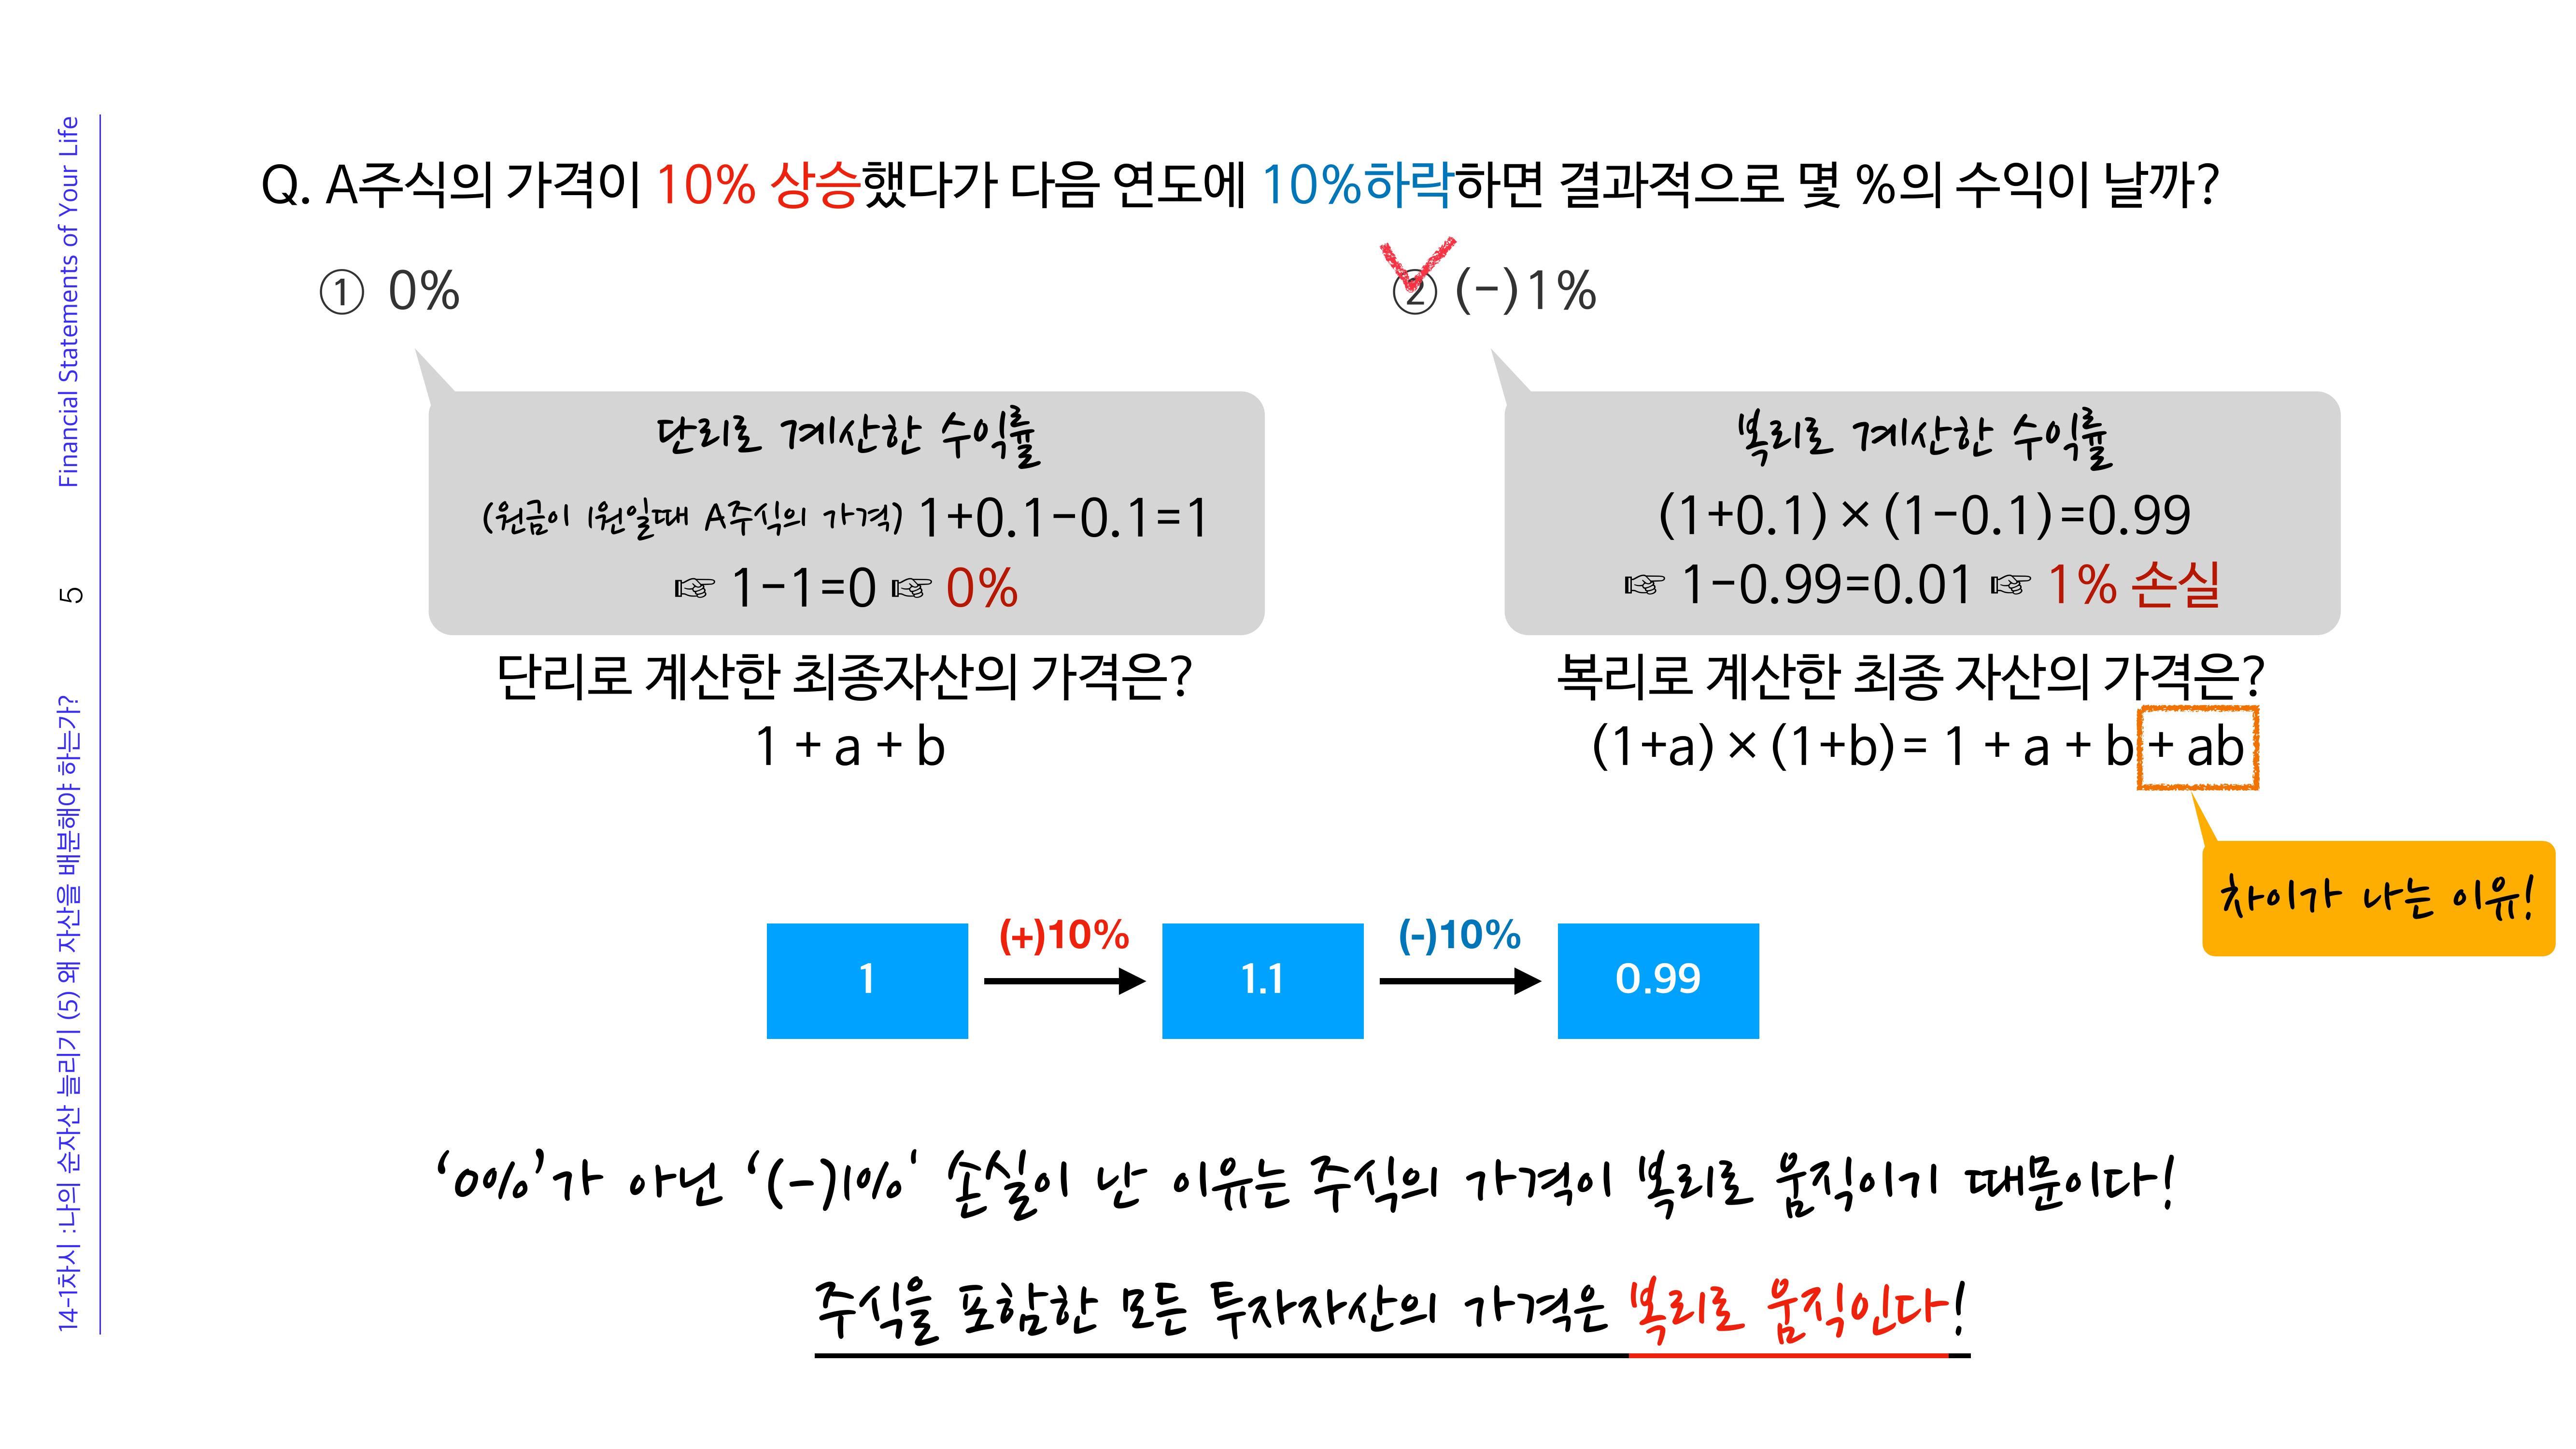 Financial Statements of Your Life
5
14-1차시 :나의 순자산 늘리기 (5) 왜 자산을 배분해야 하는가?
Q. A주식의 가격이 10% 상승했다가 다음 연도에 10%하락하면 결과적으로 몇 %의 수익이 날까?
① 0%
② (-)1%
단리로 계산한 수익률
(원금이 1원일때 A주식의 가격) 1+0.1-0.1=1
☞ 1-1=0 ☞ 0%
복리로 계산한 수익률
(1+0.1)×(1-0.1)=0.99
☞ 1-0.99=0.01 ☞ 1% 손실
단리로 계산한 최종자산의 가격은?
1 + a + b
복리로 계산한 최종 자산의 가격은?
(1+a)×(1+b)= 1 + a + b + ab
차이가 나는 이유!
1
(+)10%
1.1
(-)10%
0.99
‘0%’가 아닌 ‘(-)1%‘ 손실이 난 이유는 주식의 가격이 복리로 움직이기 때문이다!
주식을 포함한 모든 투자자산의 가격은 복리로 움직인다!